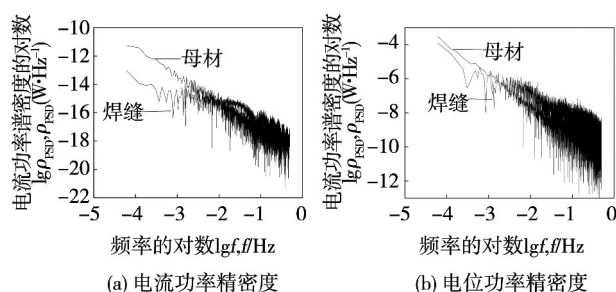 电流功率谱密度的对数
lgρPSD,ρPSD(W·Hz⁻¹)
−8
−10
−12
−14
−16
−18
−20
−22
母材
焊缝
−5 −4 −3 −2 −1 0
频率的对数lgf,f/Hz
(a) 电流功率精密度
电流功率谱密度的对数
lgρPSD,ρPSD(W·Hz⁻¹)
−4
−6
−8
−10
−12
母材
焊缝
−5 −4 −3 −2 −1 0
频率的对数lgf,f/Hz
(b) 电位功率精密度